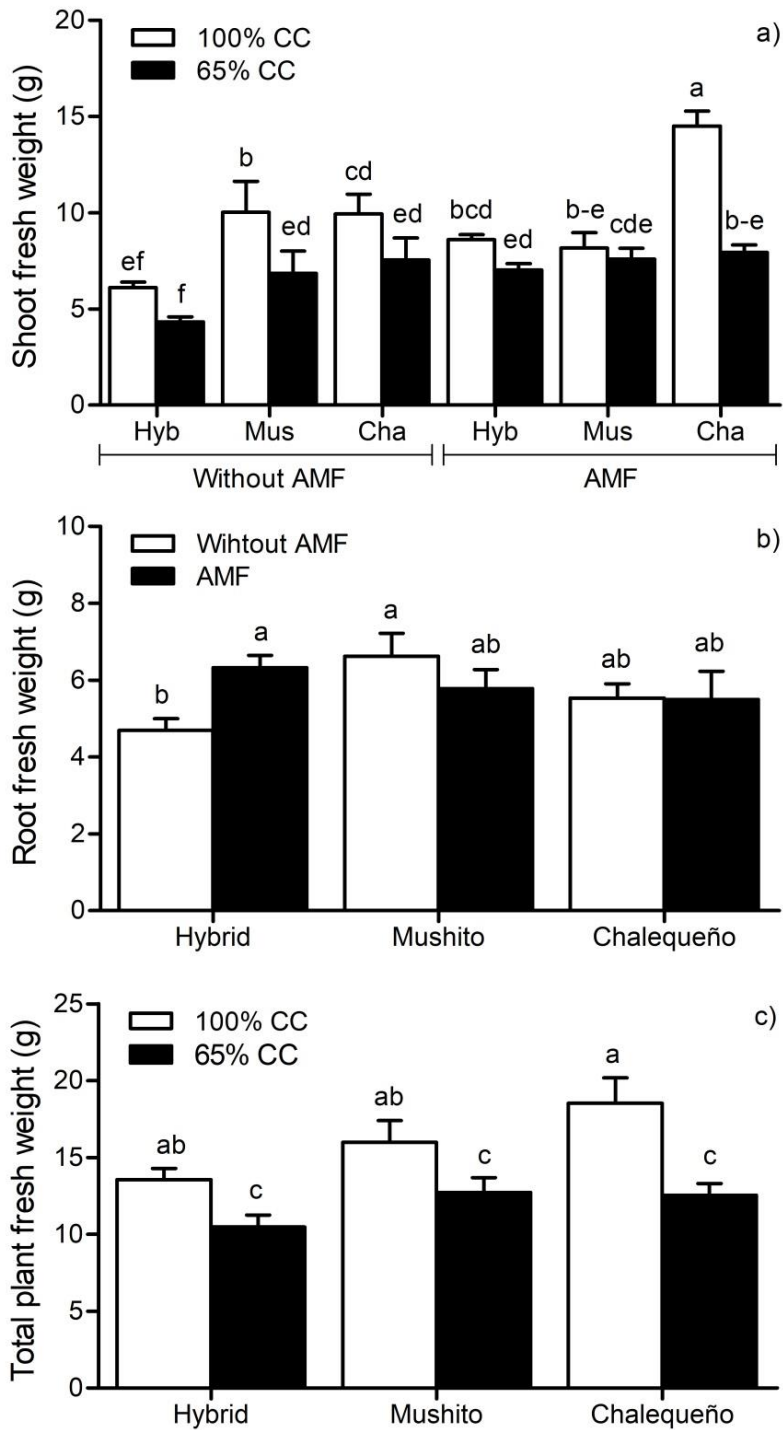 Shoot fresh weight (g)
20
15
10
5
0
100% CC
65% CC
a)
ef
f
b
ed
cd
ed
bcd
ed
b-e
cde
a
b-e
Hyb Mus Cha Hyb Mus Cha
Without AMF AMF
Root fresh weight (g)
10
8
6
4
2
0
Wihtout AMF
AMF
b)
b
a
a
ab
ab
ab
Hybrid Mushito Chalequeño
Total plant fresh weight (g)
25
20
15
10
5
0
100% CC
65% CC
c)
ab
c
ab
c
a
c
Hybrid Mushito Chalequeño